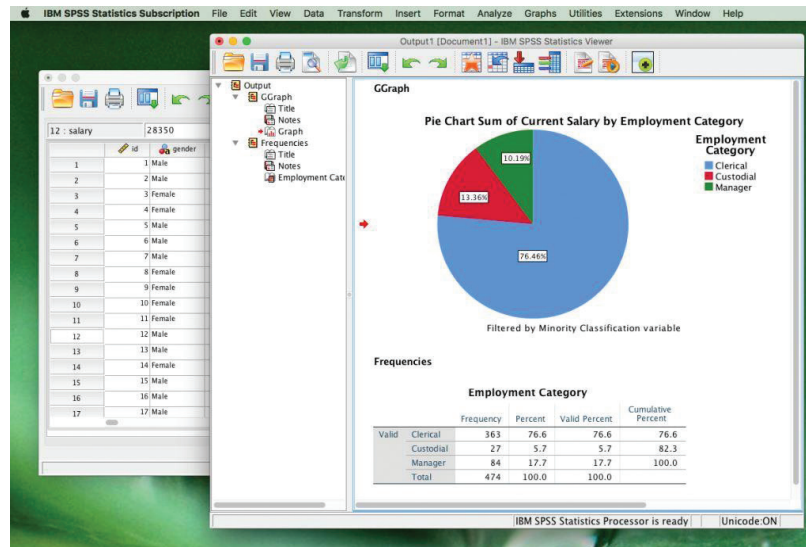 IBM SPSS Statistics Subscription File Edit View Data Transform Insert Format Analyze Graphs Utilities Extensions Window Help
Output1 [Document1] - IBM SPSS Statistics Viewer
12 : salary 28350
id gender
1 1 Male
2 2 Male
3 3 Female
4 4 Female
5 5 Male
6 6 Male
7 7 Male
8 8 Female
9 9 Female
10 10 Female
11 11 Female
12 12 Male
13 13 Male
14 14 Female
15 15 Male
16 16 Male
17 17 Male
Output
GGraph
Title
Notes
Graph
Frequencies
Title
Notes
Employment Cate
GGraph
Pie Chart Sum of Current Salary by Employment Category
Employment
Category
Clerical
Custodial
Manager
10.19%
13.36%
76.46%
Filtered by Minority Classification variable
Frequencies
Employment Category
Frequency Percent Valid Percent Cumulative
Percent
Valid Clerical 363 76.6 76.6 76.6
Custodial 27 5.7 5.7 82.3
Manager 84 17.7 17.7 100.0
Total 474 100.0 100.0
IBM SPSS Statistics Processor is ready Unicode:ON